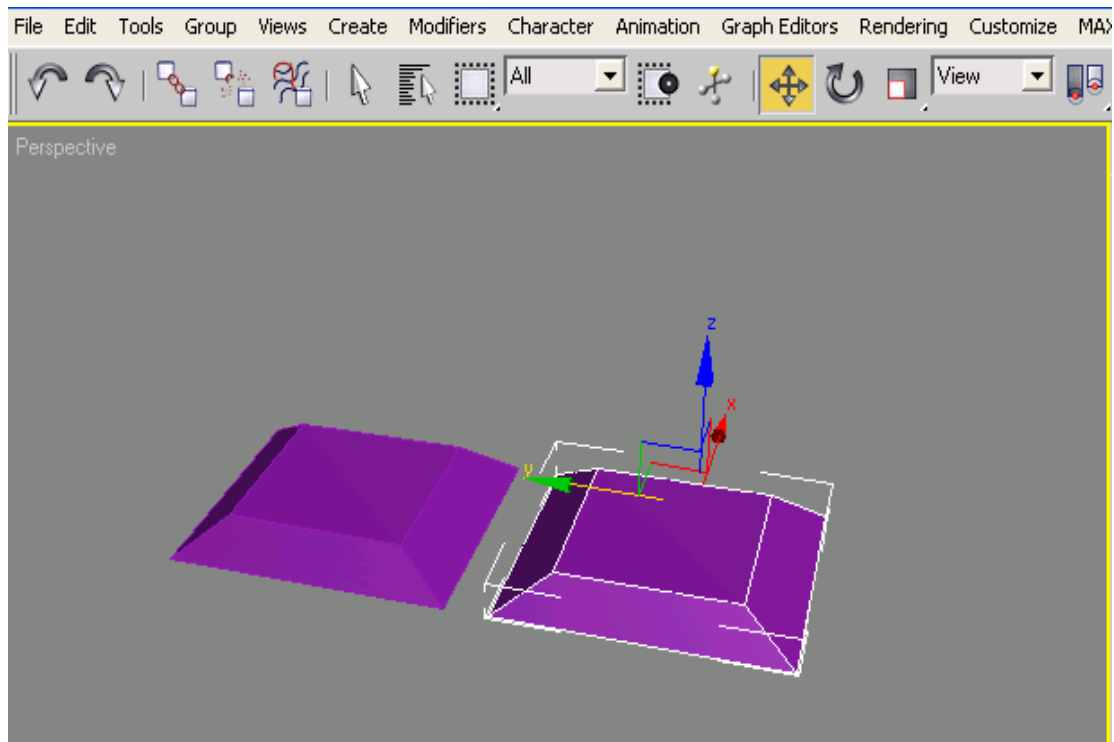 File Edit Tools Group Views Create Modifiers Character Animation Graph Editors Rendering Customize
All View
Perspective
z
x
y